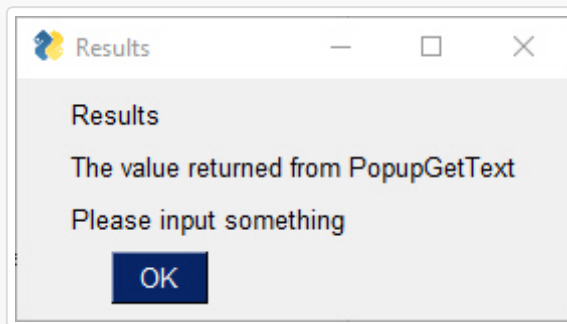 Results
Results
The value returned from PopupGetText
Please input something
OK